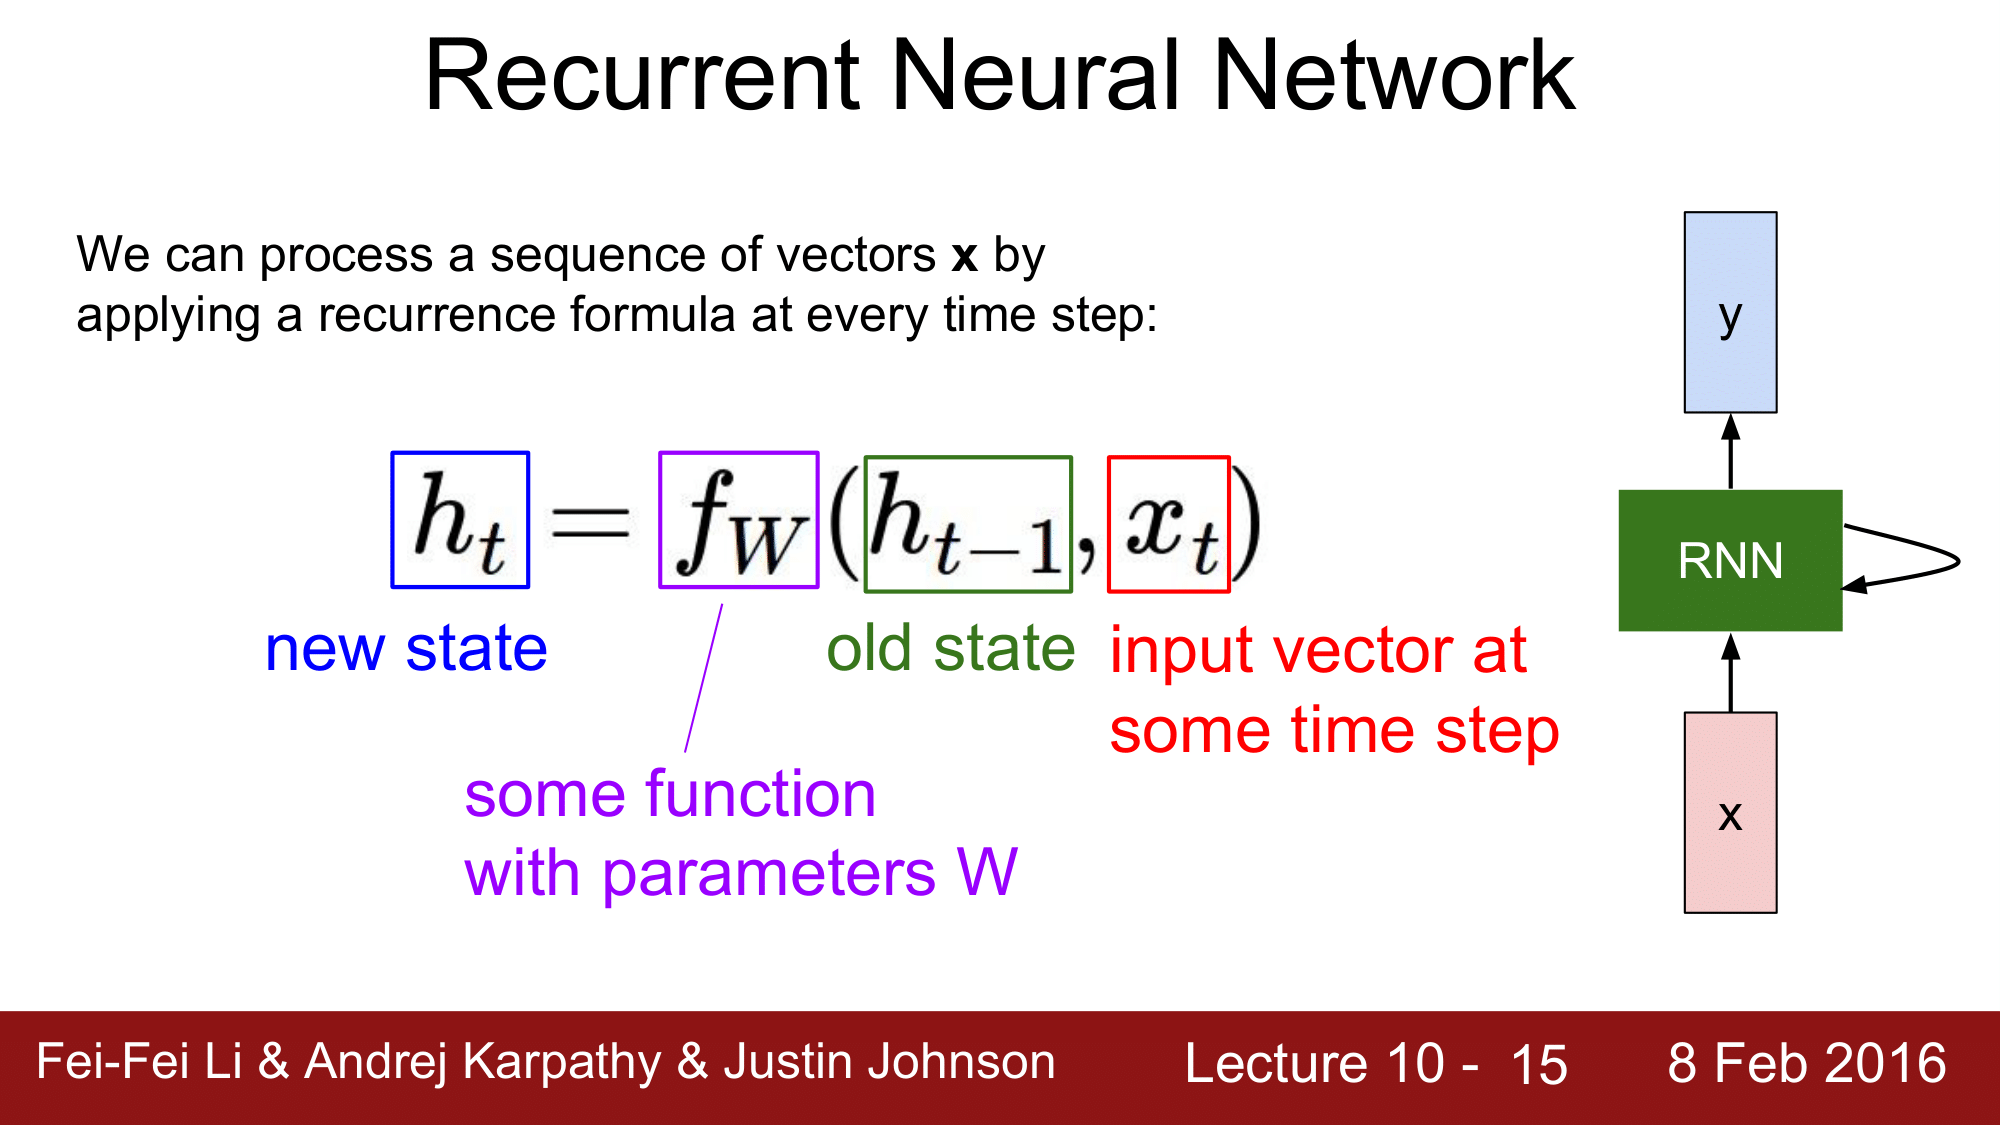 Recurrent Neural Network
We can process a sequence of vectors x by
applying a recurrence formula at every time step:
h_t = f_W(h_{t-1}, x_t)
new state
old state
input vector at
some time step
some function
with parameters W
y
RNN
x
Fei-Fei Li & Andrej Karpathy & Justin Johnson
Lecture 10 - 15
8 Feb 2016